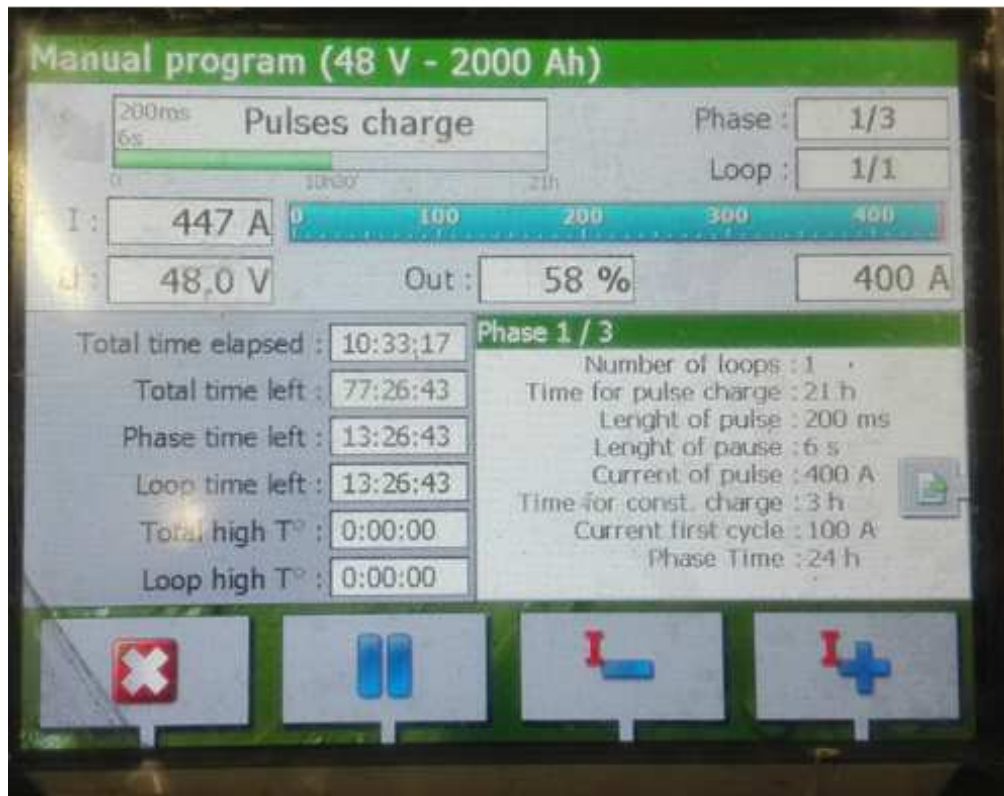 Manual program (48 V - 2000 Ah)
200ms
6s
Pulses charge
Phase : 1/3
0 10h30' 21h
Loop : 1/1
I : 447 A 0 100 200 300 400
48,0 V Out : 58 % 400 A
Total time elapsed : 10:33:17
Total time left : 77:26:43
Phase time left : 13:26:43
Loop time left : 13:26:43
Total high T° : 0:00:00
Loop high T° : 0:00:00
Phase 1 / 3
Number of loops : 1
Time for pulse charge : 21 h
Lenght of pulse : 200 ms
Lenght of pause : 6 s
Current of pulse : 400 A
Time for const. charge : 3 h
Current first cycle : 100 A
Phase Time : 24 h
I
I